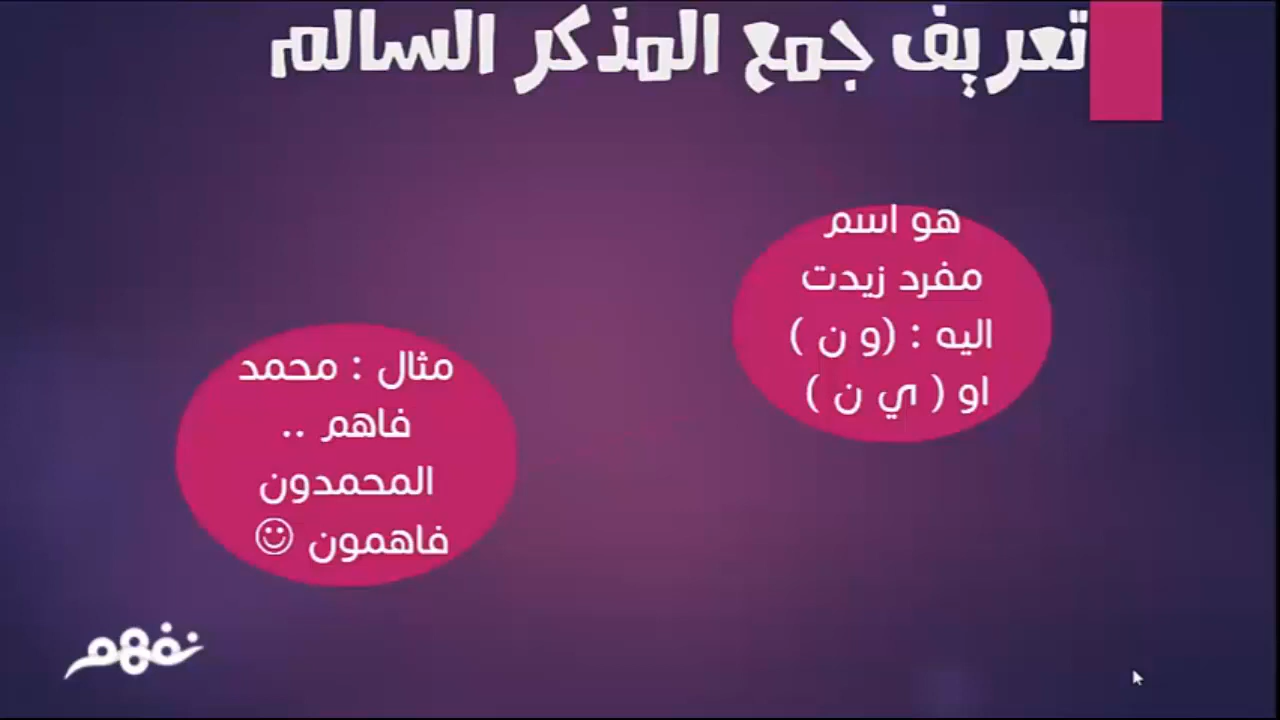 تعريف جمع المذكر السالم
هو اسم
مفرد زيدت
اليه : (و ن )
او ( ي ن )
مثال : محمد
فاهم ..
المحمدون
فاهمون ☺
نفهم